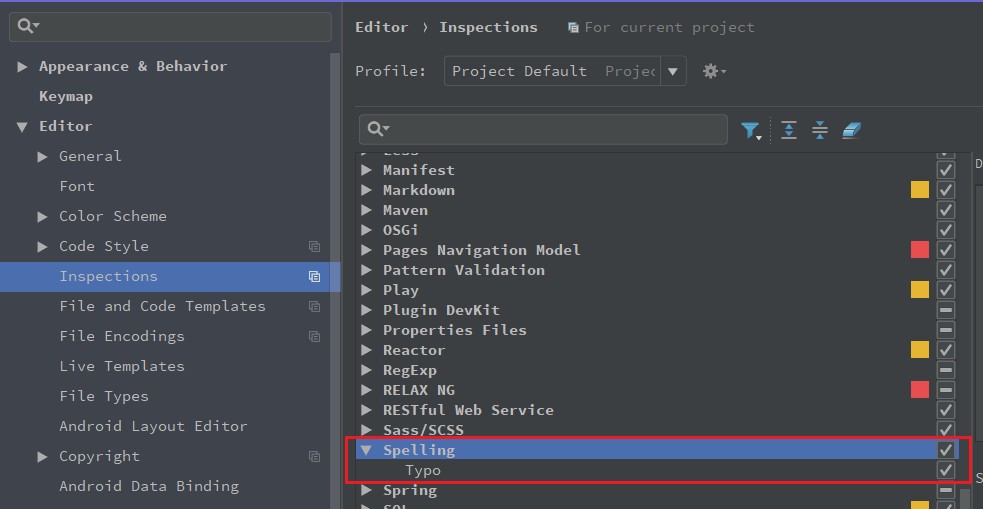 Appearance & Behavior
Keymap
Editor
General
Font
Color Scheme
Code Style
Inspections
File and Code Templates
File Encodings
Live Templates
File Types
Android Layout Editor
Copyright
Android Data Binding
Editor › Inspections For current project
Profile: Project Default Projec
Manifest
Markdown
Maven
OSGi
Pages Navigation Model
Pattern Validation
Play
Plugin DevKit
Properties Files
Reactor
RegExp
RELAX NG
RESTful Web Service
Sass/SCSS
Spelling
Typo
Spring
D
S